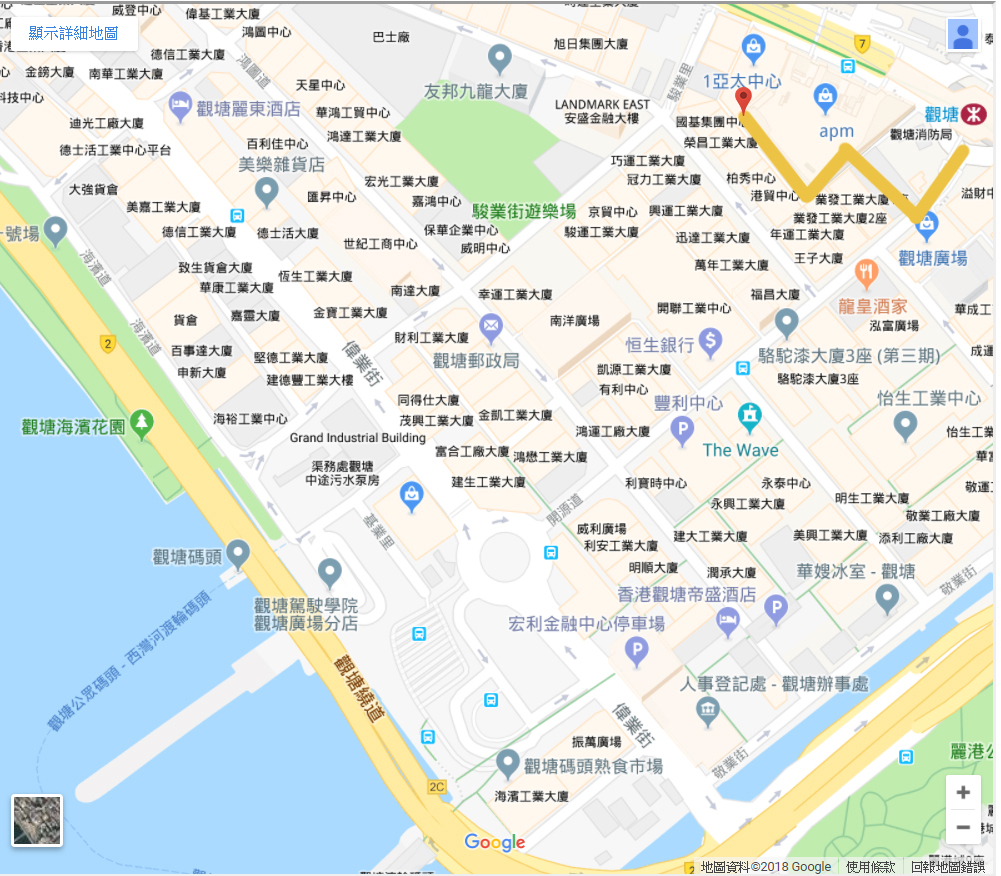 顯示詳細地圖
威登中心
偉基工業大廈
鴻圖中心
巴士廠
旭日集團大廈
德信工業大廈
鴻圖道
金鎊大廈
南華工業大廈
天星中心
友邦九龍大廈
駿業里
7
1亞太中心
科技中心
觀塘麗東酒店
華鴻工貿中心
LANDMARK EAST
安盛金融大樓
國基集團中心
apm
觀塘
觀塘消防局
迪光工廠大廈
鴻達工業大廈
榮昌工業大廈
德士活工業中心平台
百利佳中心
美樂雜貨店
巧運工業大廈
冠力工業大廈
柏秀中心
大強貨倉
宏光工業大廈
匯昇中心
嘉鴻中心
港貿中心
業發工業大廈
溢財中
美嘉工業大廈
駿業街遊樂場
京貿中心
興運工業大廈
業發工業大廈2座
一號場
德信工業大廈
德士活大廈
保華企業中心
駿運工業大廈
迅達工業大廈
年運工業大廈
世紀工商中心
威明中心
王子大廈
觀塘廣場
海濱道
致生貨倉大廈
恆生工業大廈
萬年工業大廈
華康工業大廈
南達大廈
幸運工業大廈
福昌大廈
龍皇酒家
貨倉
嘉靈大廈
金寶工業大廈
開聯工業中心
華成工
南洋廣場
泓富廣場
海濱道
2
財利工業大廈
恒生銀行
百事達大廈
堅德工業大廈
偉業街
觀塘郵政局
駱駝漆大廈3座 (第三期)
成運
申新大廈
建德豐工業大樓
凱源工業大廈
駱駝漆大廈3座
有利中心
同得仕大廈
豐利中心
怡生工業中心
海裕工業中心
茂興工業大廈
金凱工業大廈
觀塘海濱花園
鴻運工廠大廈
怡生工業
Grand Industrial Building
富合工廠大廈
鴻懋工業大廈
The Wave
渠務處觀塘
中途污水泵房
建生工業大廈
利寶時中心
永泰中心
敬運
永興工業大廈
明生工業大廈
開源道
敬業工廠大廈
基業里
威利廣場
利安工業大廈
建大工業大廈
美興工業大廈
添利工廠大廈
觀塘碼頭
明順大廈
潤承大廈
華嫂冰室 - 觀塘
敬業街
觀塘駕駛學院
觀塘廣場分店
香港觀塘帝盛酒店
觀塘公眾碼頭 - 西灣河渡輪碼頭
宏利金融中心停車場
觀塘繞道
人事登記處 - 觀塘辦事處
偉業街
振萬廣場
敬業街
觀塘碼頭熟食市場
2C
海濱工業大廈
Google
2
地圖資料©2018 Google
使用條款
回報地圖錯誤